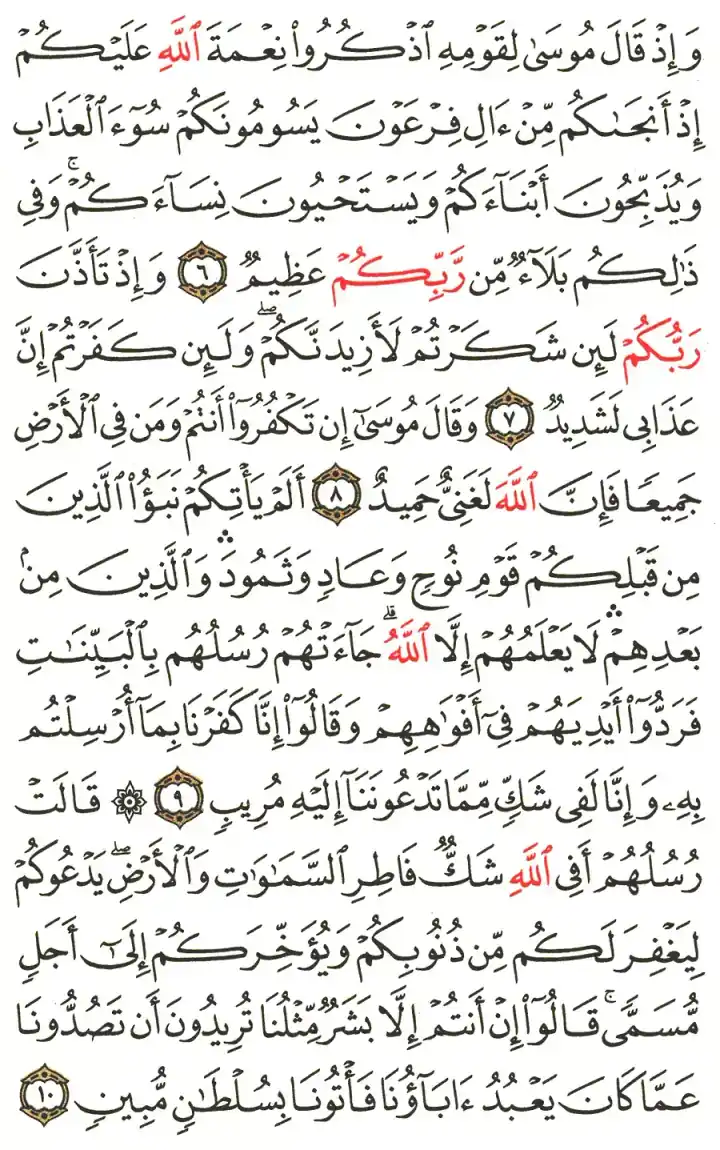 وَإِذْ قَالَ مُوسَىٰ لِقَوْمِهِ ٱذْكُرُوا۟ نِعْمَةَ ٱللَّهِ عَلَيْكُمْ
إِذْ أَنجَىٰكُم مِّنْ ءَالِ فِرْعَوْنَ يَسُومُونَكُمْ سُوٓءَ ٱلْعَذَابِ
وَيُذَبِّحُونَ أَبْنَآءَكُمْ وَيَسْتَحْيُونَ نِسَآءَكُمْ ۚ وَفِى
ذَٰلِكُم بَلَآءٌ مِّن رَّبِّكُمْ عَظِيمٌ ٦ وَإِذْ تَأَذَّنَ
رَبُّكُمْ لَئِن شَكَرْتُمْ لَأَزِيدَنَّكُمْ ۖ وَلَئِن كَفَرْتُمْ إِنَّ
عَذَابِى لَشَدِيدٌ ٧ وَقَالَ مُوسَىٰٓ إِن تَكْفُرُوٓا۟ أَنتُمْ وَمَن فِى ٱلْأَرْضِ
جَمِيعًا فَإِنَّ ٱللَّهَ لَغَنِىٌّ حَمِيدٌ ٨ أَلَمْ يَأْتِكُمْ نَبَؤُا۟ ٱلَّذِينَ
مِن قَبْلِكُمْ قَوْمِ نُوحٍ وَعَادٍ وَثَمُودَ ۛ وَٱلَّذِينَ مِنۢ
بَعْدِهِمْ ۛ لَا يَعْلَمُهُمْ إِلَّا ٱللَّهُ ۚ جَآءَتْهُمْ رُسُلُهُم بِٱلْبَيِّنَـٰتِ
فَرَدُّوٓا۟ أَيْدِيَهُمْ فِىٓ أَفْوَٰهِهِمْ وَقَالُوٓا۟ إِنَّا كَفَرْنَا بِمَآ أُرْسِلْتُم
بِهِۦ وَإِنَّا لَفِى شَكٍّ مِّمَّا تَدْعُونَنَآ إِلَيْهِ مُرِيبٍ ٩ ۞ قَالَتْ
رُسُلُهُمْ أَفِى ٱللَّهِ شَكٌّ فَاطِرِ ٱلسَّمَـٰوَٰتِ وَٱلْأَرْضِ ۖ يَدْعُوكُمْ
لِيَغْفِرَ لَكُم مِّن ذُنُوبِكُمْ وَيُؤَخِّرَكُمْ إِلَىٰٓ أَجَلٍ
مُّسَمًّى ۚ قَالُوٓا۟ إِنْ أَنتُمْ إِلَّا بَشَرٌ مِّثْلُنَا تُرِيدُونَ أَن تَصُدُّونَا
عَمَّا كَانَ يَعْبُدُ ءَابَآؤُنَا فَأْتُونَا بِسُلْطَـٰنٍ مُّبِينٍ ١٠